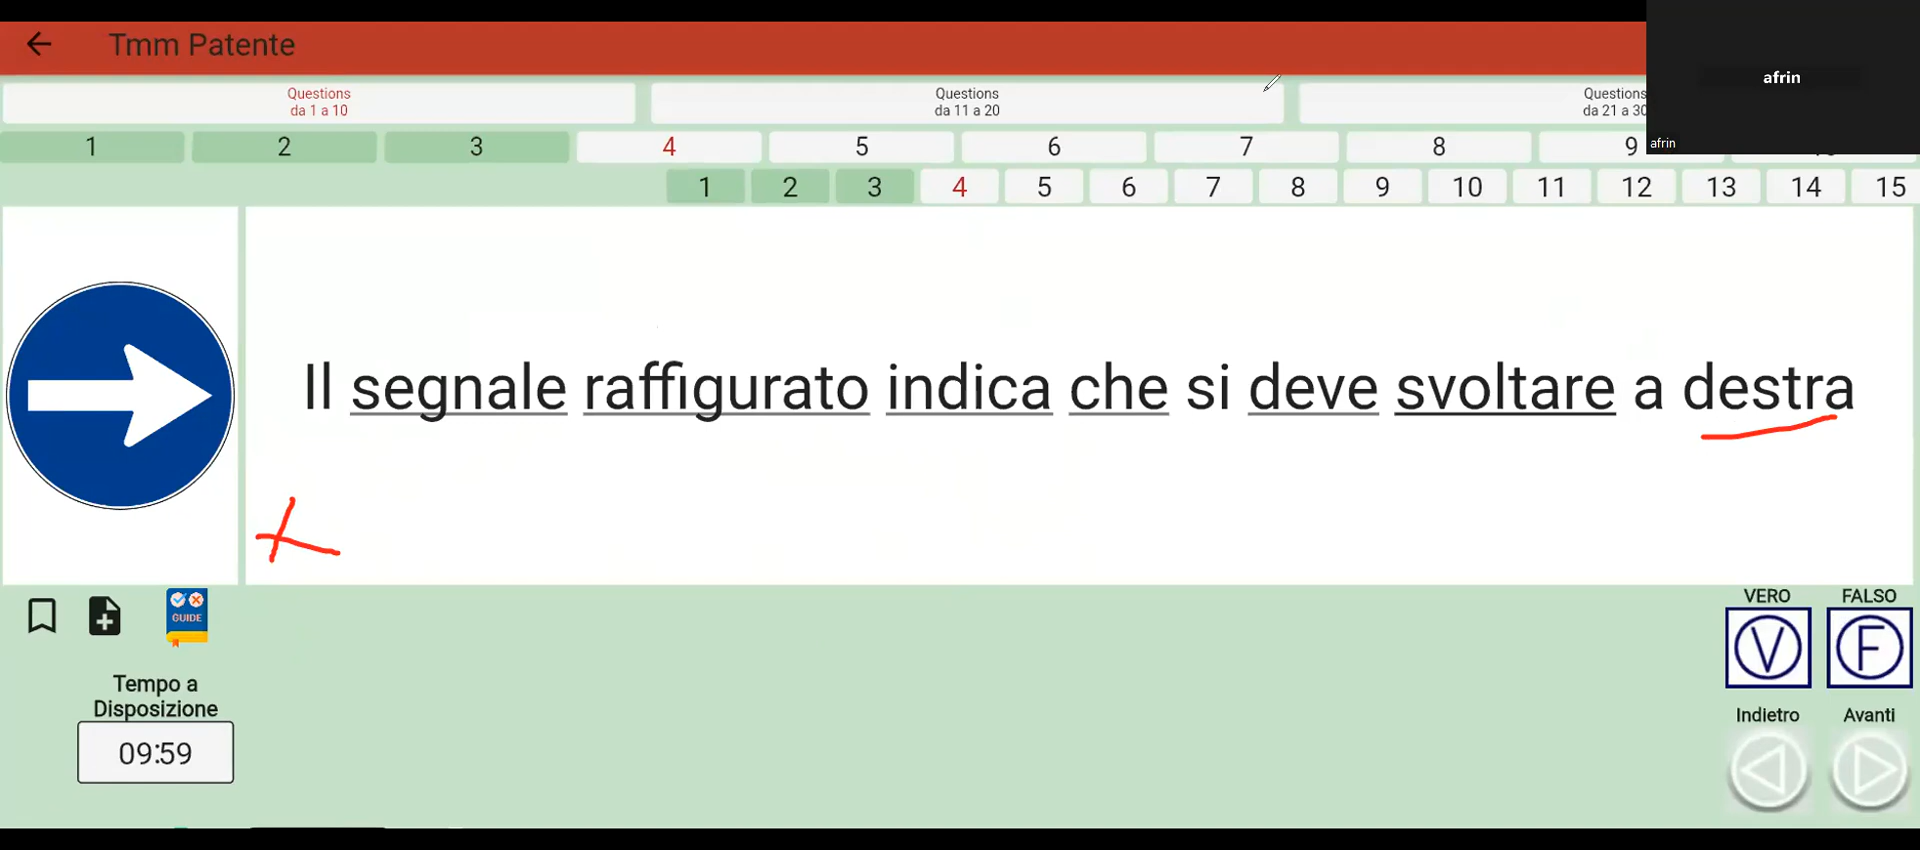 Tmm Patente
afrin
afrin
Questions
da 1 a 10
Questions
da 11 a 20
Questions
da 21 a 30
1 2 3 4 5 6 7 8 9
1 2 3 4 5 6 7 8 9 10 11 12 13 14 15
Il segnale raffigurato indica che si deve svoltare a destra
GUIDE
VERO FALSO
V F
Tempo a
Disposizione
09:59
Indietro Avanti